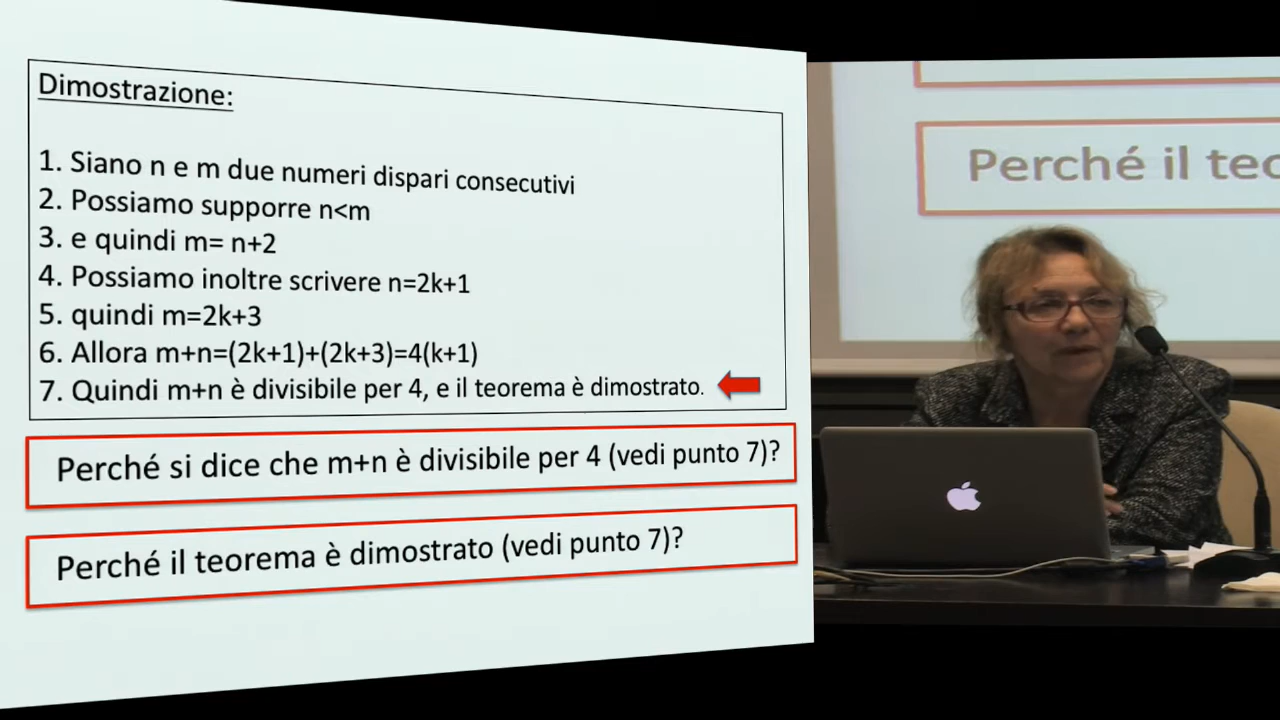 Dimostrazione:
1. Siano n e m due numeri dispari consecutivi
2. Possiamo supporre n<m
3. e quindi m= n+2
4. Possiamo inoltre scrivere n=2k+1
5. quindi m=2k+3
6. Allora m+n=(2k+1)+(2k+3)=4(k+1)
7. Quindi m+n è divisibile per 4, e il teorema è dimostrato.
Perché si dice che m+n è divisibile per 4 (vedi punto 7)?
Perché il teorema è dimostrato (vedi punto 7)?
Perché il teo